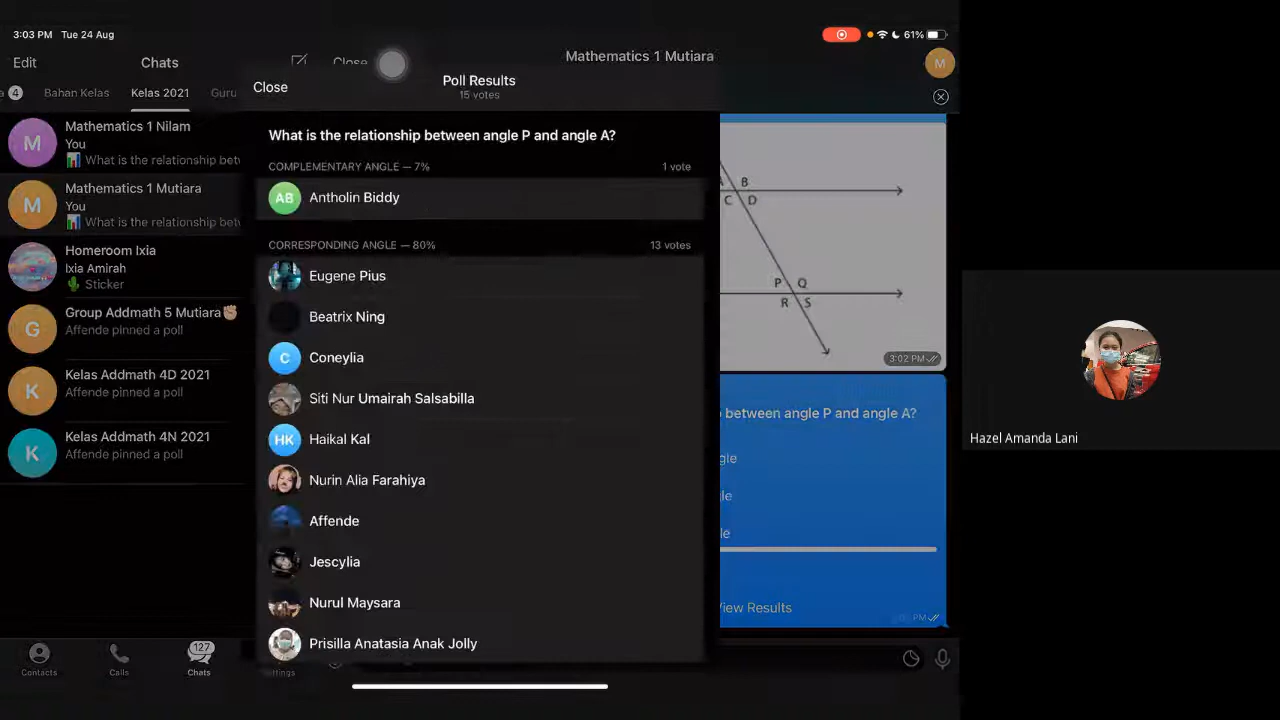 3:03 PM Tue 24 Aug
61%
Edit
Chats
Close
Mathematics 1 Mutiara
M
4
Bahan Kelas
Kelas 2021
Guru
M
Mathematics 1 Nilam
You
What is the relationship bet
M
Mathematics 1 Mutiara
You
What is the relationship bet
Homeroom Ixia
Ixia Amirah
Sticker
G
Group Addmath 5 Mutiara
Affende pinned a poll
K
Kelas Addmath 4D 2021
Affende pinned a poll
K
Kelas Addmath 4N 2021
Affende pinned a poll
Contacts
Calls
127
Chats
ettings
Close
Poll Results
15 votes
What is the relationship between angle P and angle A?
COMPLEMENTARY ANGLE — 7%
1 vote
AB
Antholin Biddy
CORRESPONDING ANGLE — 80%
13 votes
Eugene Pius
Beatrix Ning
C
Coneylia
Siti Nur Umairah Salsabilla
HK
Haikal Kal
Nurin Alia Farahiya
Affende
Jescylia
Nurul Maysara
Prisilla Anatasia Anak Jolly
B
C D
P Q
R S
3:02 PM
between angle P and angle A?
gle
le
le
View Results
PM
Hazel Amanda Lani